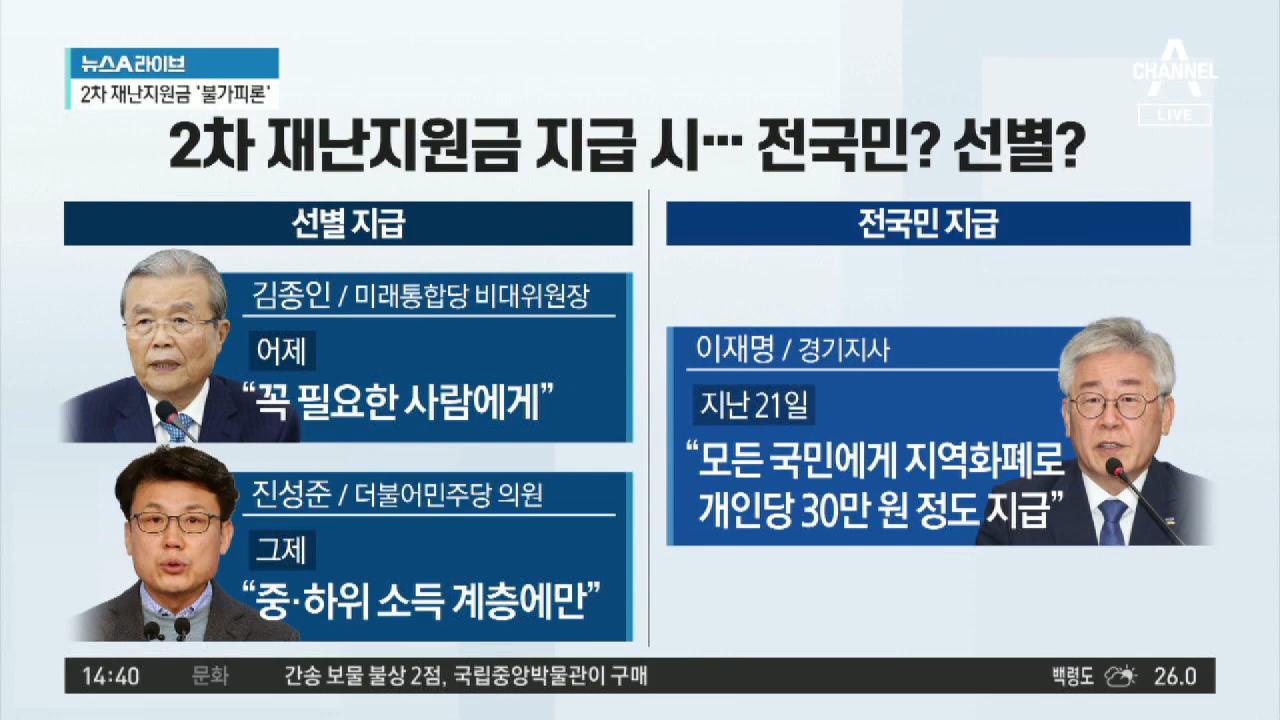 뉴스A 라이브
2차 재난지원금 '불가피론'
CHANNEL A
LIVE
2차 재난지원금 지급 시… 전국민? 선별?
선별 지급
김종인 / 미래통합당 비대위원장
어제
“꼭 필요한 사람에게”
진성준 / 더불어민주당 의원
그제
“중·하위 소득 계층에만”
전국민 지급
이재명 / 경기지사
지난 21일
“모든 국민에게 지역화폐로
개인당 30만 원 정도 지급”
14:40 문화 간송 보물 불상 2점, 국립중앙박물관이 구매 백령도 26.0